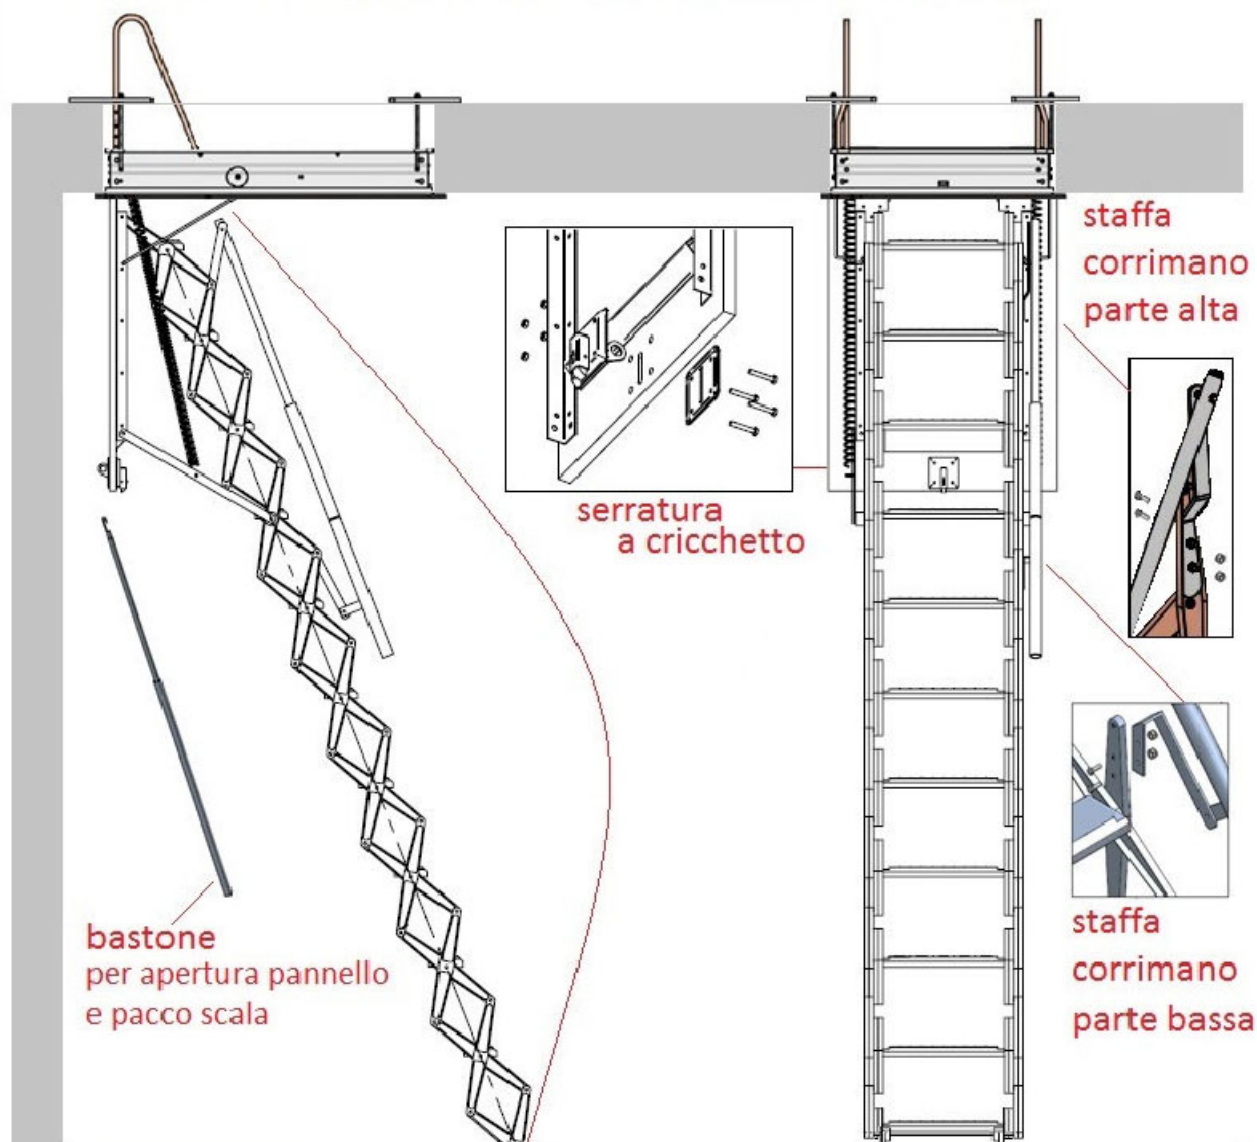 staffa
corrimano
parte alta
serratura
a cricchetto
bastone
per apertura pannello
e pacco scala
staffa
corrimano
parte bassa